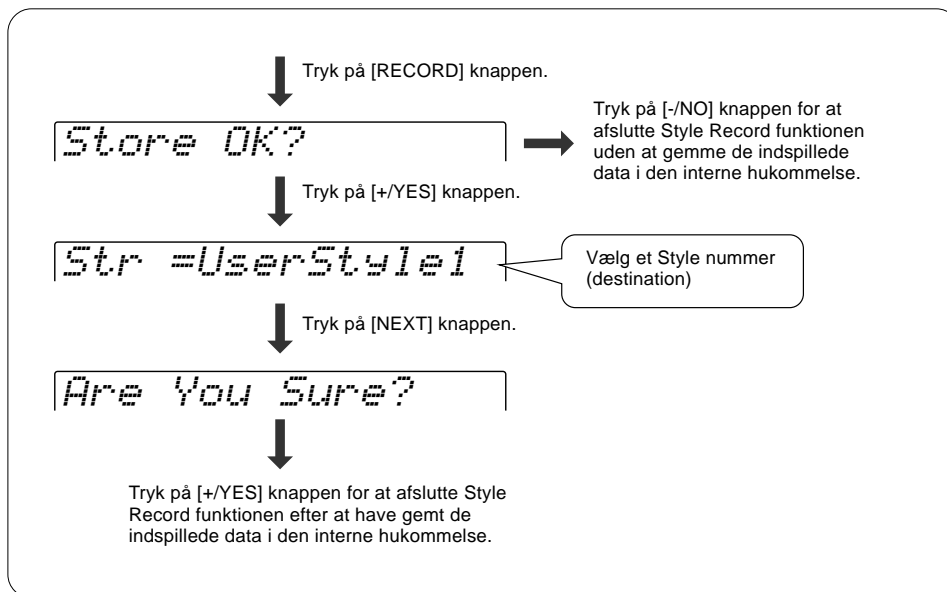 Tryk på [RECORD] knappen.
Store OK?
Tryk på [-/NO] knappen for at
afslutte Style Record funktionen
uden at gemme de indspillede
data i den interne hukommelse.
Tryk på [+/YES] knappen.
Str =UserStyle1
Vælg et Style nummer
(destination)
Tryk på [NEXT] knappen.
Are You Sure?
Tryk på [+/YES] knappen for at afslutte Style
Record funktionen efter at have gemt de
indspillede data i den interne hukommelse.